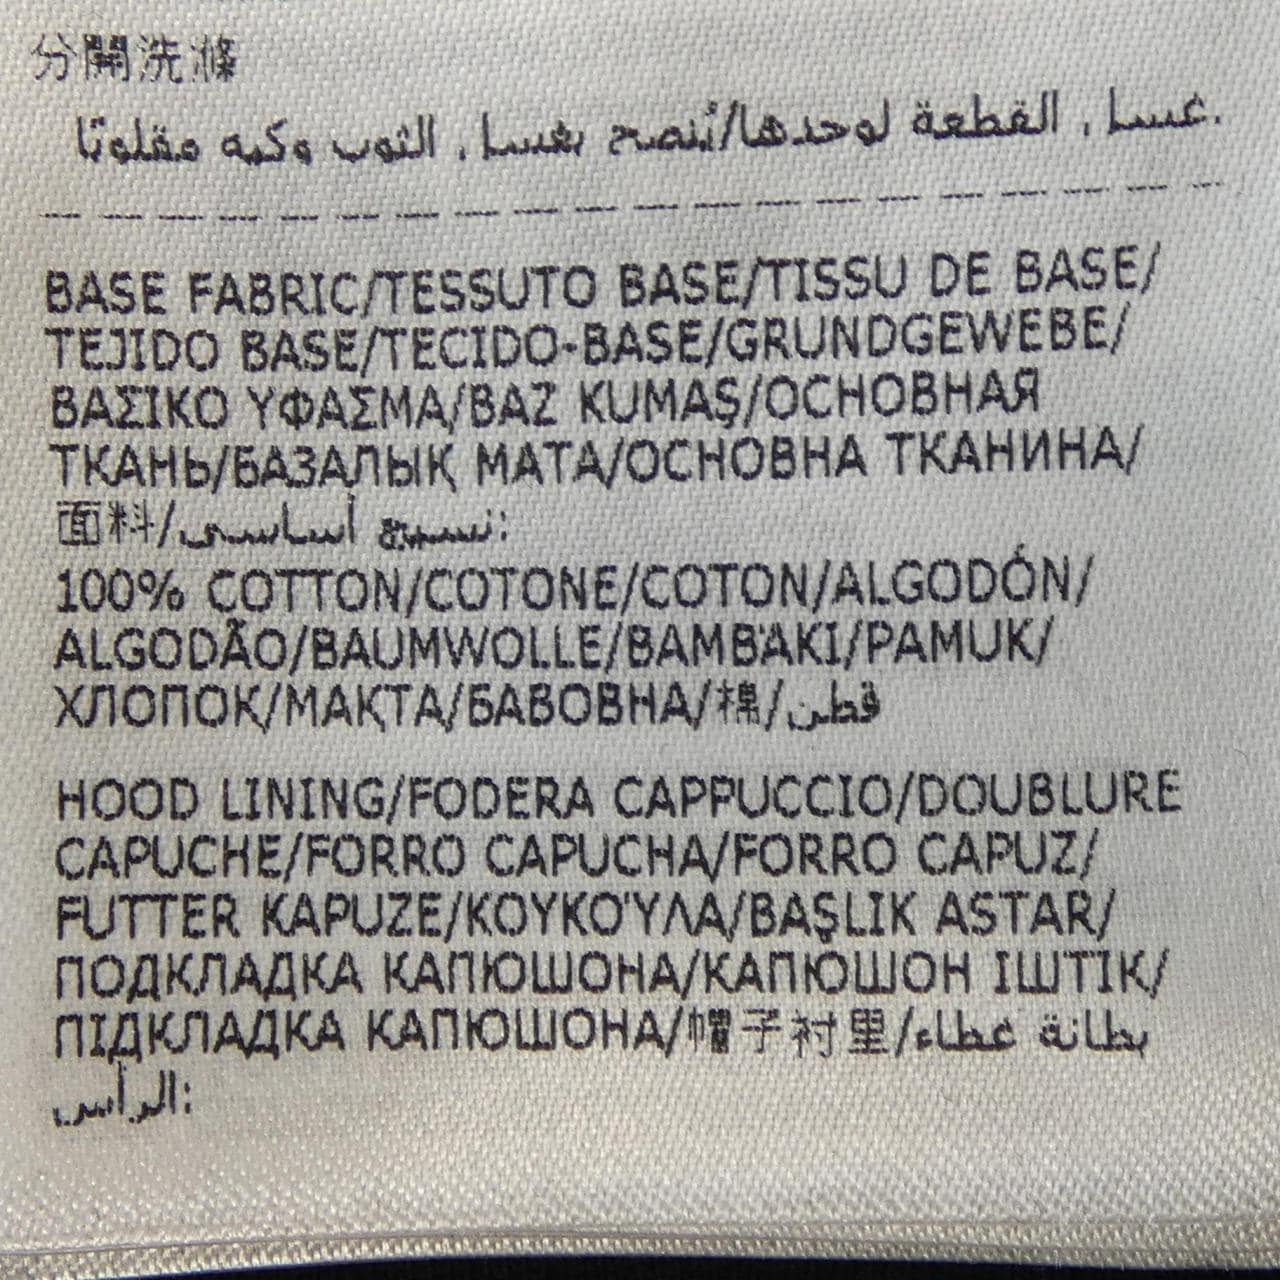 分開洗滌
غسل القطعة لوحدها/يُنصح بغسل الثوب وكيه مقلوبًا.
BASE FABRIC/TESSUTO BASE/TISSU DE BASE/
TEJIDO BASE/TECIDO-BASE/GRUNDGEWEBE/
ΒΑΣΙΚΟ ΥΦΑΣΜΑ/BAZ KUMAŞ/ОСНОВНАЯ
ТКАНЬ/БАЗАЛЫҚ МАТА/ОСНОВНА ТКАНИНА/
面料/نسيج أساسي:
100% COTTON/COTONE/COTON/ALGODÓN/
ALGODÃO/BAUMWOLLE/ΒΑΜΒΆΚΙ/PAMUK/
ХЛОПОК/МАҚТА/БАВОВНА/棉/قطن
HOOD LINING/FODERA CAPPUCCIO/DOUBLURE
CAPUCHE/FORRO CAPUCHA/FORRO CAPUZ/
FUTTER KAPUZE/ΚΟΥΚΟΎΛΑ/BAŞLIK ASTAR/
ПОДКЛАДКА КАПЮШОНА/КАПЮШОН ІШТІК/
ПІДКЛАДКА КАПЮШОНА/帽子衬里/بطانة غطاء
الرأس: